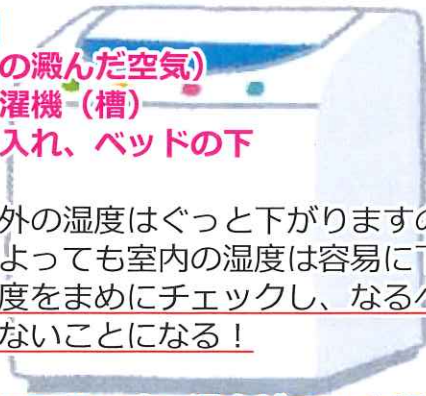 の澱んだ空気）
濯機（槽）
入れ、ベッドの下
外の湿度はぐっと下がりますの
よっても室内の湿度は容易に下
度をまめにチェックし、なるべ
ないことになる！